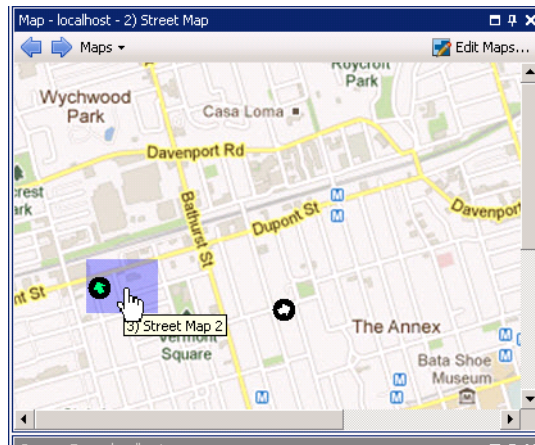 Map - localhost - 2) Street Map
Maps
Edit Maps...
Roycroft
Park
Wychwood
Park
Casa Loma
Davenport Rd
crest
ark
Bathurst St
Dupont St
Davenport
nt St
3) Street Map 2
Vermont
Square
The Annex
Bata Shoe
Museum
M
M
M
M
M
M